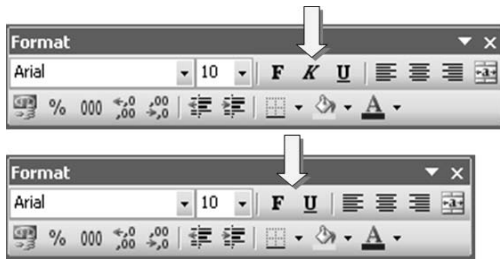 Format
Arial 10 F K U
% 000 ,0 ,00 ,00 ,0 A
Format
Arial 10 F U
% 000 ,0 ,00 ,00 ,0 A